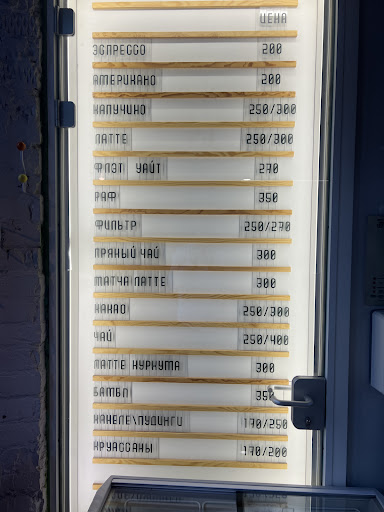 ЦЕНА
ЭСПРЕССО 200
АМЕРИКАНО 200
КАПУЧИНО 250/300
ЛАТТЕ 250/300
ФЛЭТ УАЙТ 270
РАФ 350
ФИЛЬТР 250/270
ПРЯНЫЙ ЧАЙ 300
МАТЧА ЛАТТЕ 300
КАКАО 250/300
ЧАЙ 250/400
ЛАТТЕ КУРКУМА 300
БАМБЛ 350
КАНЕЛЕ\ПУДИНГИ 170/250
КРУАССАНЫ 170/200